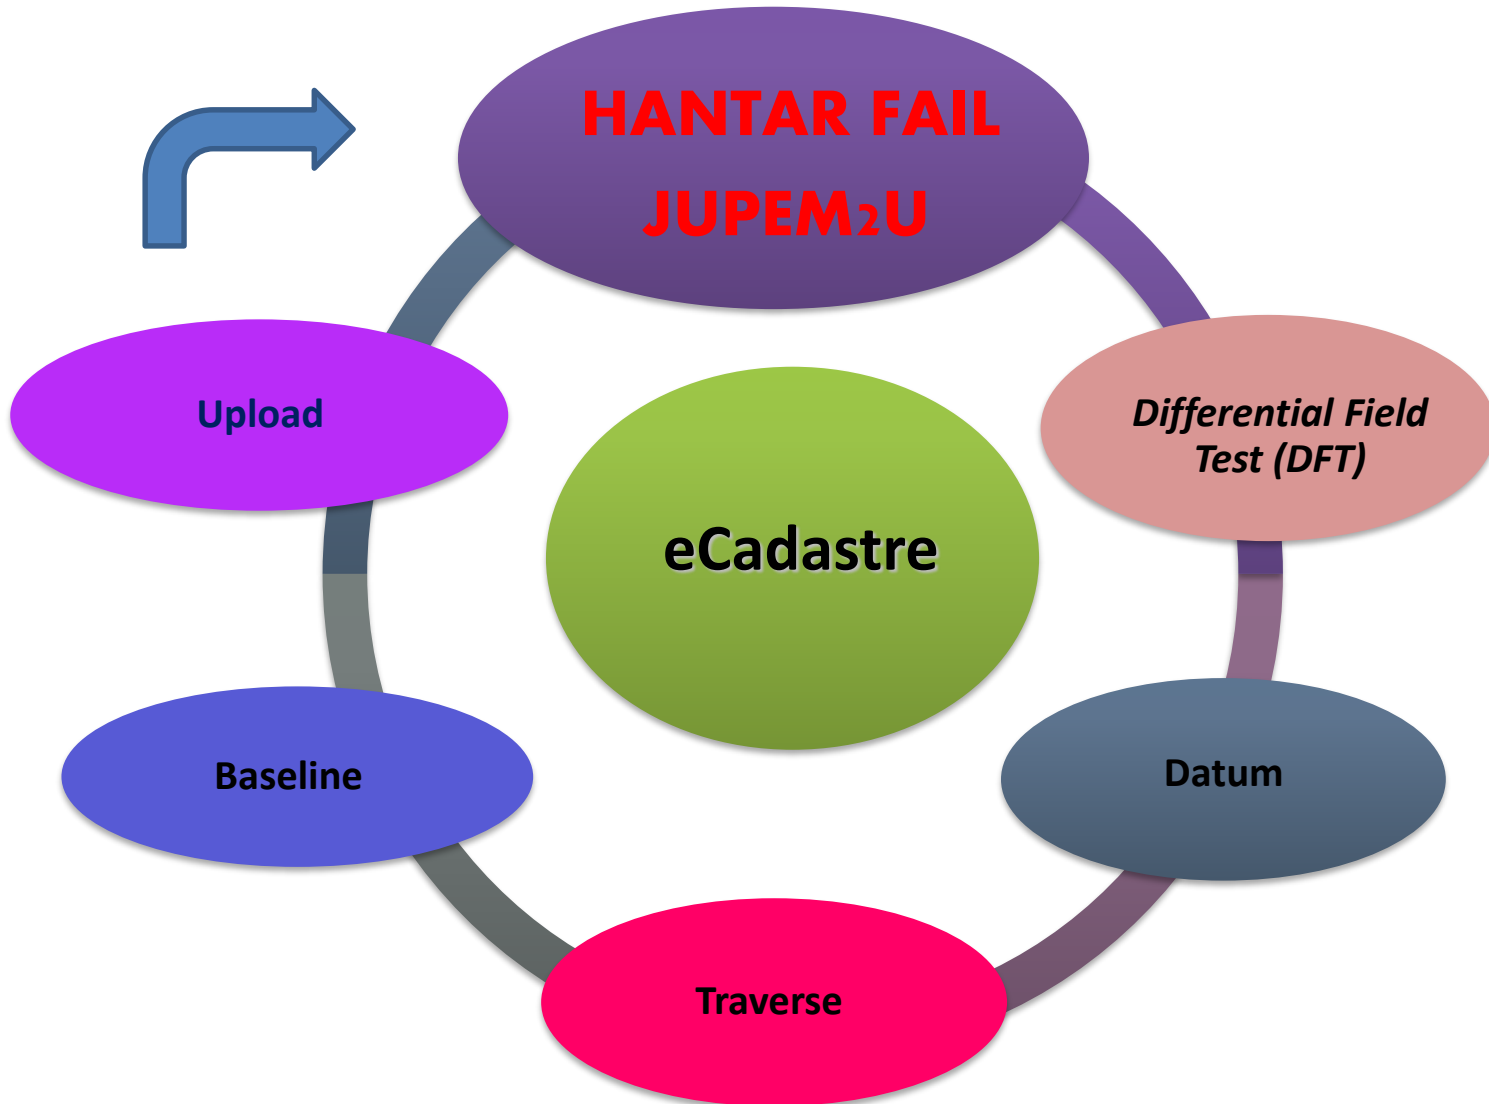 HANTAR FAIL
JUPEM2U
Upload
Differential Field
Test (DFT)
eCadastre
Baseline
Datum
Traverse